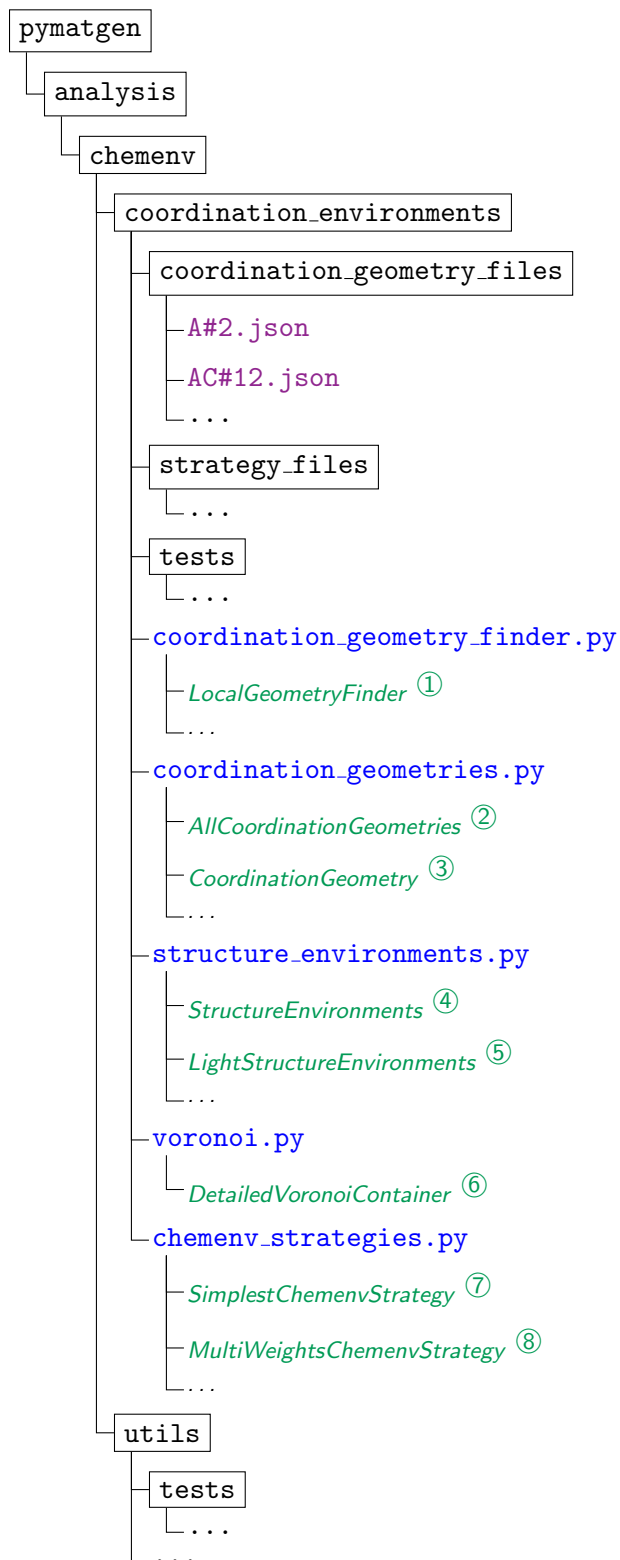 pymatgen
analysis
chemenv
coordination_environments
coordination_geometry_files
A#2.json
AC#12.json
...
strategy_files
...
tests
...
coordination_geometry_finder.py
LocalGeometryFinder ①
...
coordination_geometries.py
AllCoordinationGeometries ②
CoordinationGeometry ③
...
structure_environments.py
StructureEnvironments ④
LightStructureEnvironments ⑤
...
voronoi.py
DetailedVoronoiContainer ⑥
chemenv_strategies.py
SimplestChemenvStrategy ⑦
MultiWeightsChemenvStrategy ⑧
...
utils
tests
...
...